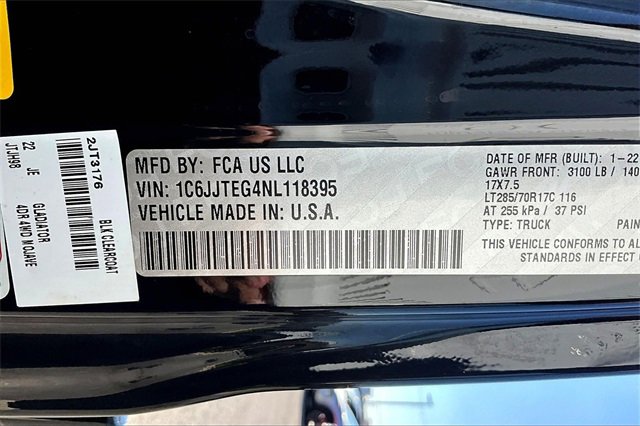 2JT3176
BLK CLEARCOAT
22 JE GLADIATOR
JTJH98 4DR 4WD MOJAVE
MFD BY: FCA US LLC
VIN: 1C6JJTEG4NL118395
VEHICLE MADE IN: U.S.A.
DATE OF MFR (BUILT): 1-22
GAWR FRONT: 3100 LB / 140
17X7.5
LT285/70R17C 116
AT 255 kPa / 37 PSI
TYPE: TRUCK PAIN
THIS VEHICLE CONFORMS TO AL
STANDARDS IN EFFECT